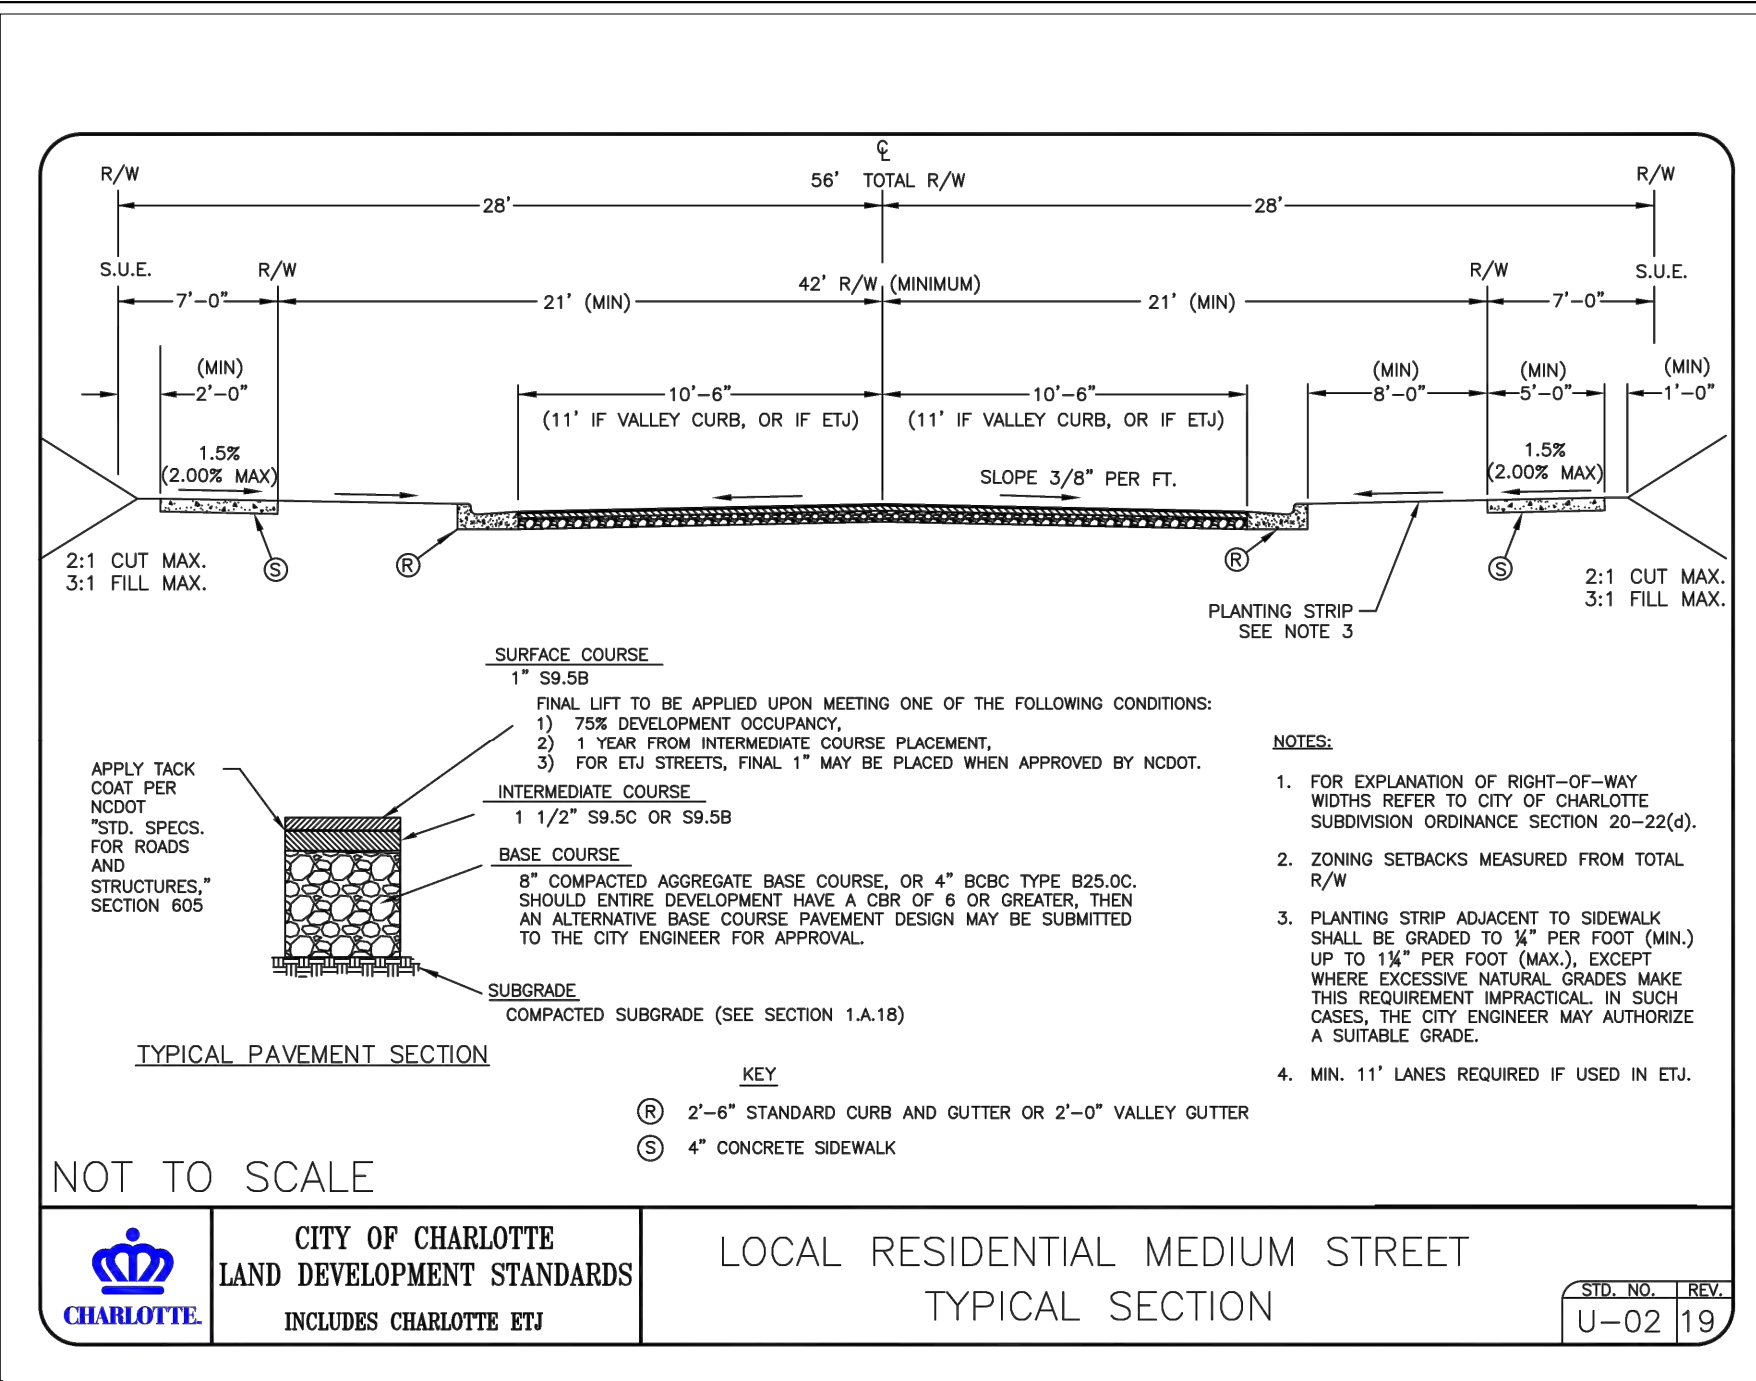 ℄
R/W
56' TOTAL R/W
R/W
28'
28'
S.U.E.
R/W
42' R/W (MINIMUM)
R/W
S.U.E.
7'-0"
21' (MIN)
21' (MIN)
7'-0"
(MIN)
2'-0"
10'-6"
(11' IF VALLEY CURB, OR IF ETJ)
10'-6"
(11' IF VALLEY CURB, OR IF ETJ)
(MIN)
8'-0"
(MIN)
5'-0"
(MIN)
1'-0"
1.5%
(2.00% MAX)
SLOPE 3/8" PER FT.
1.5%
(2.00% MAX)
2:1 CUT MAX.
3:1 FILL MAX.
S
R
R
S
2:1 CUT MAX.
3:1 FILL MAX.
PLANTING STRIP
SEE NOTE 3
SURFACE COURSE
1" S9.5B
FINAL LIFT TO BE APPLIED UPON MEETING ONE OF THE FOLLOWING CONDITIONS:
1) 75% DEVELOPMENT OCCUPANCY,
2) 1 YEAR FROM INTERMEDIATE COURSE PLACEMENT,
3) FOR ETJ STREETS, FINAL 1" MAY BE PLACED WHEN APPROVED BY NCDOT.
APPLY TACK
COAT PER
NCDOT
"STD. SPECS.
FOR ROADS
AND
STRUCTURES,"
SECTION 605
INTERMEDIATE COURSE
1 1/2" S9.5C OR S9.5B
BASE COURSE
8" COMPACTED AGGREGATE BASE COURSE, OR 4" BCBC TYPE B25.0C.
SHOULD ENTIRE DEVELOPMENT HAVE A CBR OF 6 OR GREATER, THEN
AN ALTERNATIVE BASE COURSE PAVEMENT DESIGN MAY BE SUBMITTED
TO THE CITY ENGINEER FOR APPROVAL.
SUBGRADE
COMPACTED SUBGRADE (SEE SECTION 1.A.18)
TYPICAL PAVEMENT SECTION
NOTES:
1. FOR EXPLANATION OF RIGHT-OF-WAY
WIDTHS REFER TO CITY OF CHARLOTTE
SUBDIVISION ORDINANCE SECTION 20-22(d).
2. ZONING SETBACKS MEASURED FROM TOTAL
R/W
3. PLANTING STRIP ADJACENT TO SIDEWALK
SHALL BE GRADED TO ¼" PER FOOT (MIN.)
UP TO 1¼" PER FOOT (MAX.), EXCEPT
WHERE EXCESSIVE NATURAL GRADES MAKE
THIS REQUIREMENT IMPRACTICAL. IN SUCH
CASES, THE CITY ENGINEER MAY AUTHORIZE
A SUITABLE GRADE.
4. MIN. 11' LANES REQUIRED IF USED IN ETJ.
KEY
R 2'-6" STANDARD CURB AND GUTTER OR 2'-0" VALLEY GUTTER
S 4" CONCRETE SIDEWALK
NOT TO SCALE
CHARLOTTE.
CITY OF CHARLOTTE
LAND DEVELOPMENT STANDARDS
INCLUDES CHARLOTTE ETJ
LOCAL RESIDENTIAL MEDIUM STREET
TYPICAL SECTION
STD. NO. REV.
U-02 19